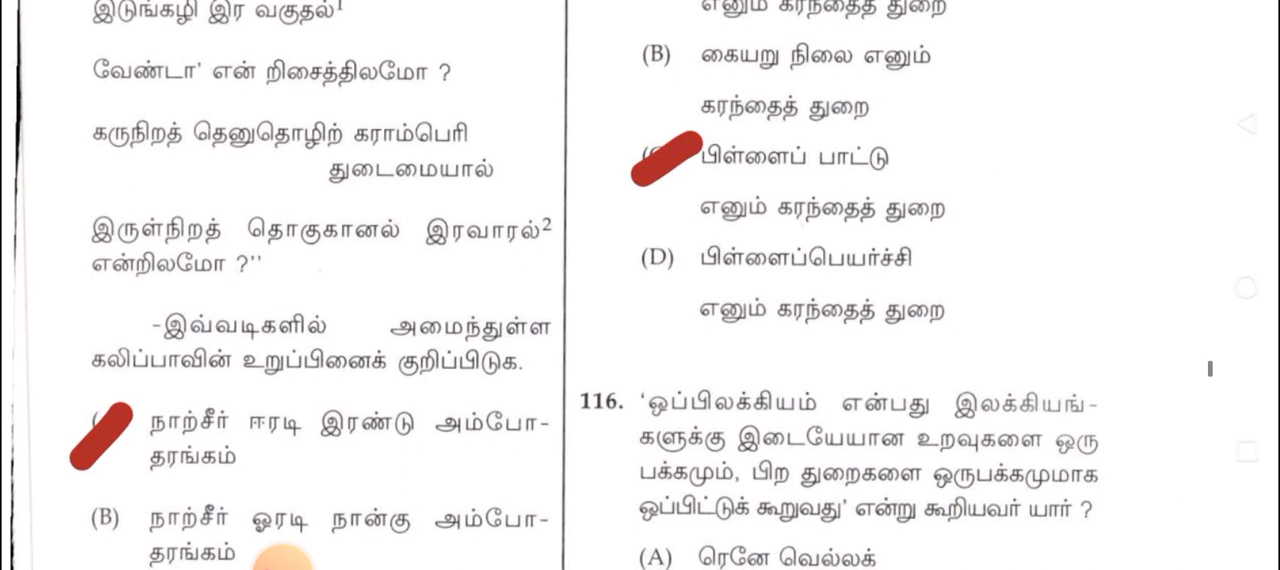 இடுங்கழி இர வகுதல்¹
வேண்டா' என் றிசைத்திலமோ ?
கருநிறத் தெனுதொழிற் கராம்பெரி
துடைமையால்
இருள்நிறத் தொகுகானல் இரவாரல்²
என்றிலமோ ?''
-இவ்வடிகளில் அமைந்துள்ள
கலிப்பாவின் உறுப்பினைக் குறிப்பிடுக.
நாற்சீர் ஈரடி இரண்டு அம்போ-
தரங்கம்
(B) நாற்சீர் ஓரடி நான்கு அம்போ-
தரங்கம்
எனும் கரந்தைத் துறை
(B) கையறு நிலை எனும்
கரந்தைத் துறை
பிள்ளைப் பாட்டு
எனும் கரந்தைத் துறை
(D) பிள்ளைப்பெயர்ச்சி
எனும் கரந்தைத் துறை
116. 'ஒப்பிலக்கியம் என்பது இலக்கியங்-
களுக்கு இடையேயான உறவுகளை ஒரு
பக்கமும், பிற துறைகளை ஒருபக்கமுமாக
ஒப்பிட்டுக் கூறுவது' என்று கூறியவர் யார் ?
(A) ரெனே வெல்லக்